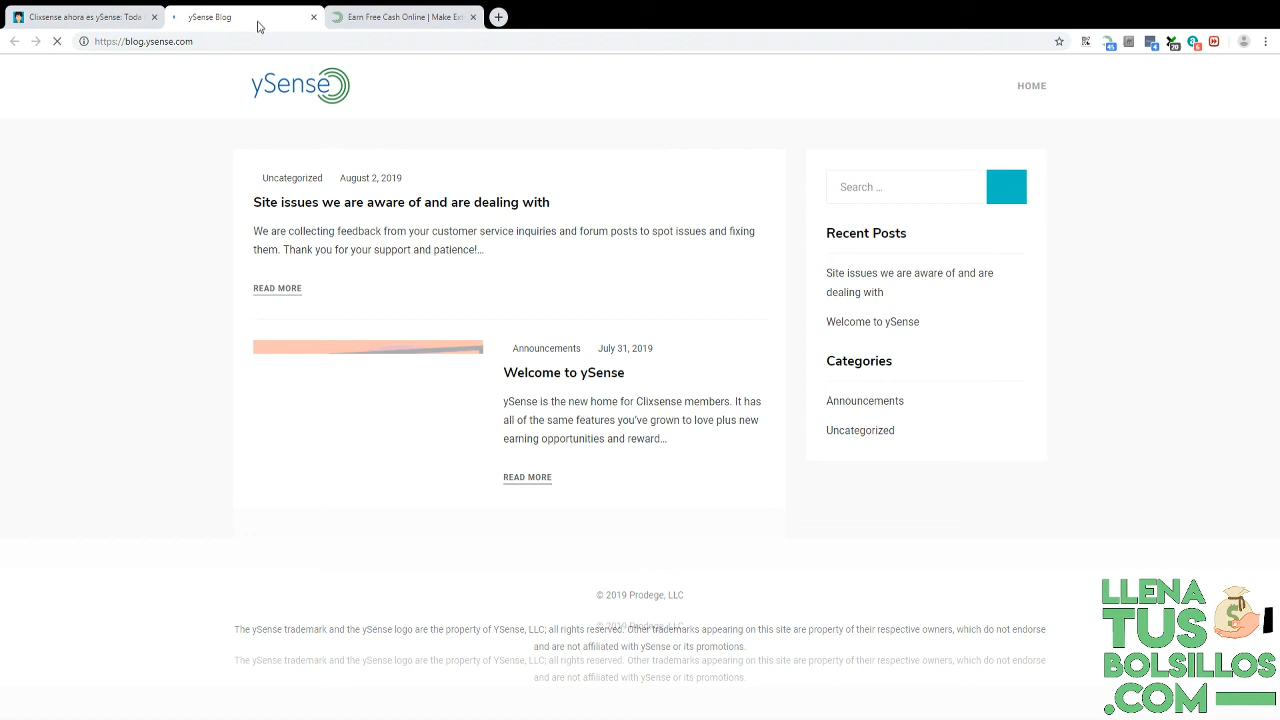 Clixsense ahora es ySense: Toda l
ySense Blog
Earn Free Cash Online | Make Ext
https://blog.ysense.com
45
4
20
6
ySense
HOME
Uncategorized August 2, 2019
Site issues we are aware of and are dealing with
We are collecting feedback from your customer service inquiries and forum posts to spot issues and fixing
them. Thank you for your support and patience!...
READ MORE
Announcements July 31, 2019
Welcome to ySense
ySense is the new home for Clixsense members. It has
all of the same features you've grown to love plus new
earning opportunities and reward...
READ MORE
Search ...
Recent Posts
Site issues we are aware of and are
dealing with
Welcome to ySense
Categories
Announcements
Uncategorized
© 2019 Prodege, LLC
© 2019 Prodege, LLC
The ySense trademark and the ySense logo are the property of YSense, LLC; all rights reserved. Other trademarks appearing on this site are property of their respective owners, which do not endorse
and are not affiliated with ySense or its promotions.
The ySense trademark and the ySense logo are the property of YSense, LLC; all rights reserved. Other trademarks appearing on this site are property of their respective owners, which do not endorse
and are not affiliated with ySense or its promotions.
LLENA
TUS
BOLSILLOS
.COM